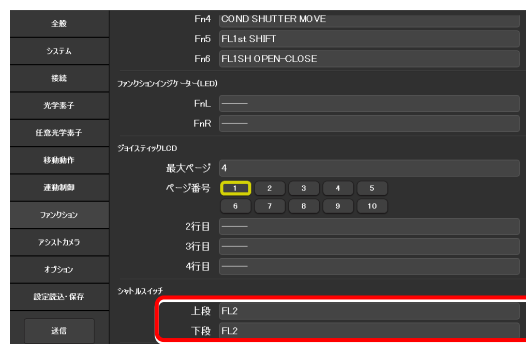 全般
システム
接続
光学素子
任意光学素子
移動動作
連動制御
ファンクション
アシストカメラ
オプション
設定読込・保存
送信
Fn4 COND SHUTTER MOVE
Fn5 FL1st SHIFT
Fn6 FL1SH OPEN-CLOSE
ファンクションインジケーター(LED)
FnL ―――
FnR ―――
ジョイスティックLCD
最大ページ 4
ページ番号 1 2 3 4 5
6 7 8 9 10
2行目 ―――
3行目 ―――
4行目 ―――
シャトルスイッチ
上段 FL2
下段 FL2